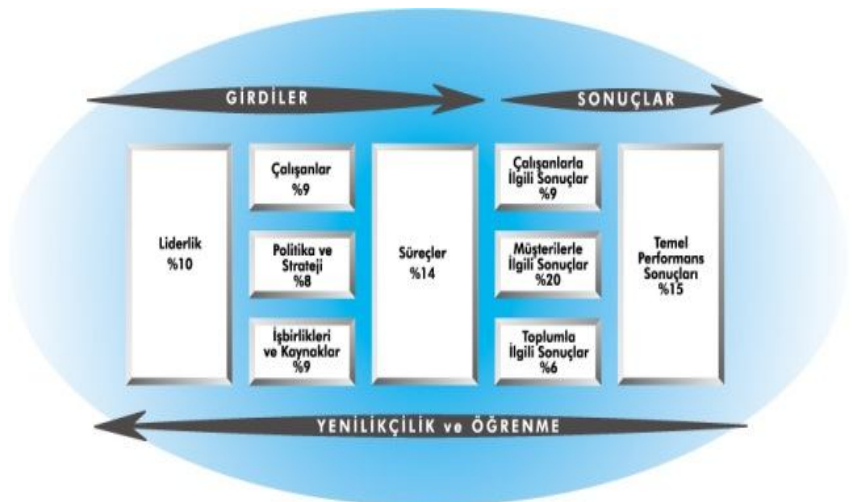 GİRDİLER
SONUÇLAR
Liderlik
%10
Çalışanlar
%9
Politika ve
Strateji
%8
İşbirlikleri
ve Kaynaklar
%9
Süreçler
%14
Çalışanlarla
İlgili Sonuçlar
%9
Müşterilerle
İlgili Sonuçlar
%20
Toplumla
İlgili Sonuçlar
%6
Temel
Performans
Sonuçları
%15
YENİLİKÇİLİK ve ÖĞRENME